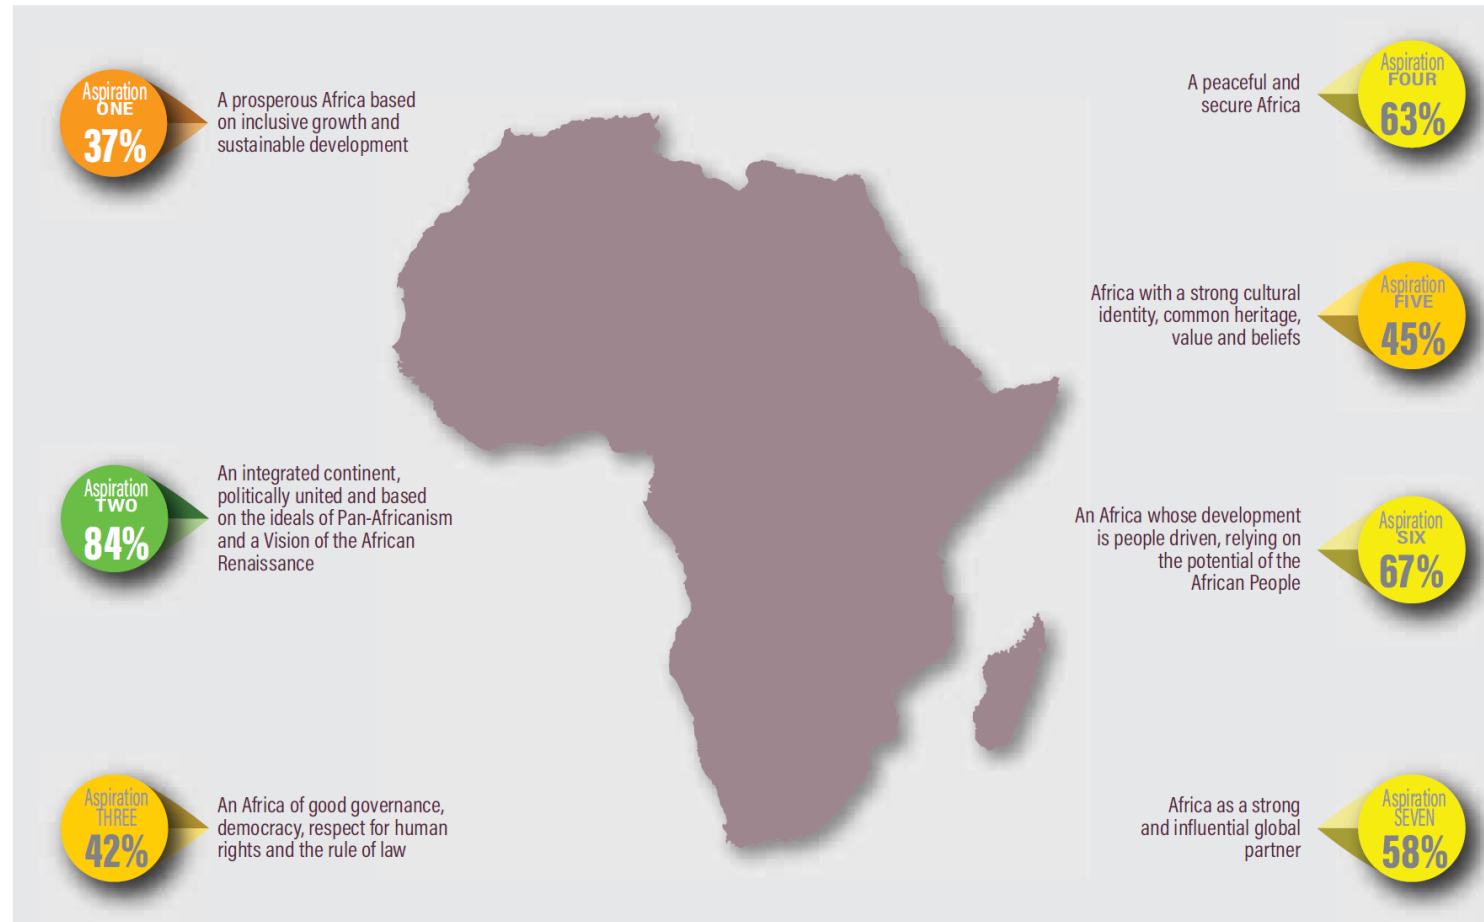 Aspiration
ONE
37%
A prosperous Africa based
on inclusive growth and
sustainable development
Aspiration
TWO
84%
An integrated continent,
politically united and based
on the ideals of Pan-Africanism
and a Vision of the African
Renaissance
Aspiration
THREE
42%
An Africa of good governance,
democracy, respect for human
rights and the rule of law
A peaceful and
secure Africa
Aspiration
FOUR
63%
Africa with a strong cultural
identity, common heritage,
value and beliefs
Aspiration
FIVE
45%
An Africa whose development
is people driven, relying on
the potential of the
African People
Aspiration
SIX
67%
Africa as a strong
and influential global
partner
Aspiration
SEVEN
58%